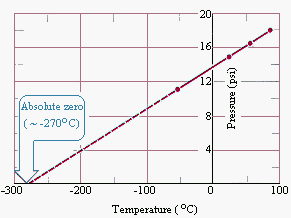 20
16
12
8
4
Pressure (psi)
Absolute zero
(~-270°C)
-300
-200
-100
0
100
Temperature (°C)